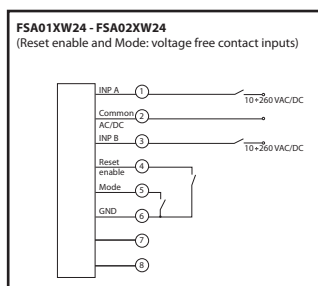 FSA01XW24 - FSA02XW24
(Reset enable and Mode: voltage free contact inputs)
INP A
1
10÷260 VAC/DC
Common
AC/DC
2
INP B
3
10÷260 VAC/DC
Reset
enable
4
Mode
5
GND
6
7
8